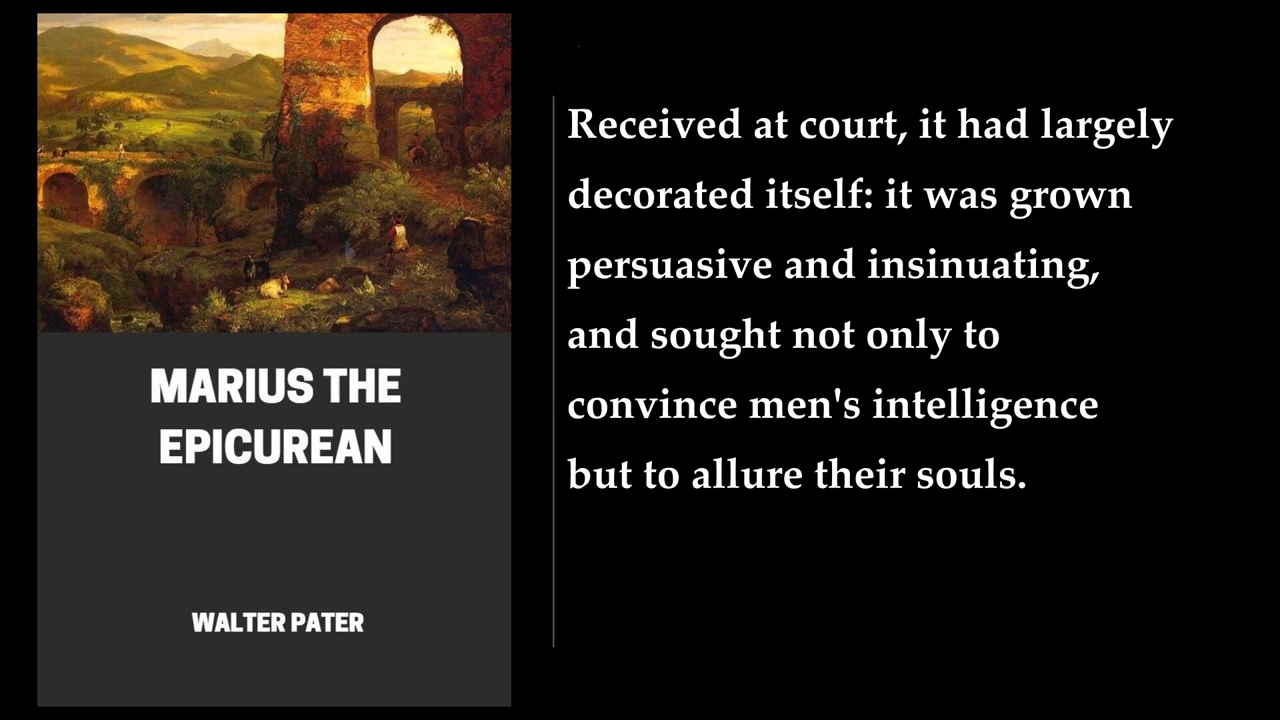 MARIUS THE
EPICUREAN
WALTER PATER
Received at court, it had largely
decorated itself: it was grown
persuasive and insinuating,
and sought not only to
convince men's intelligence
but to allure their souls.